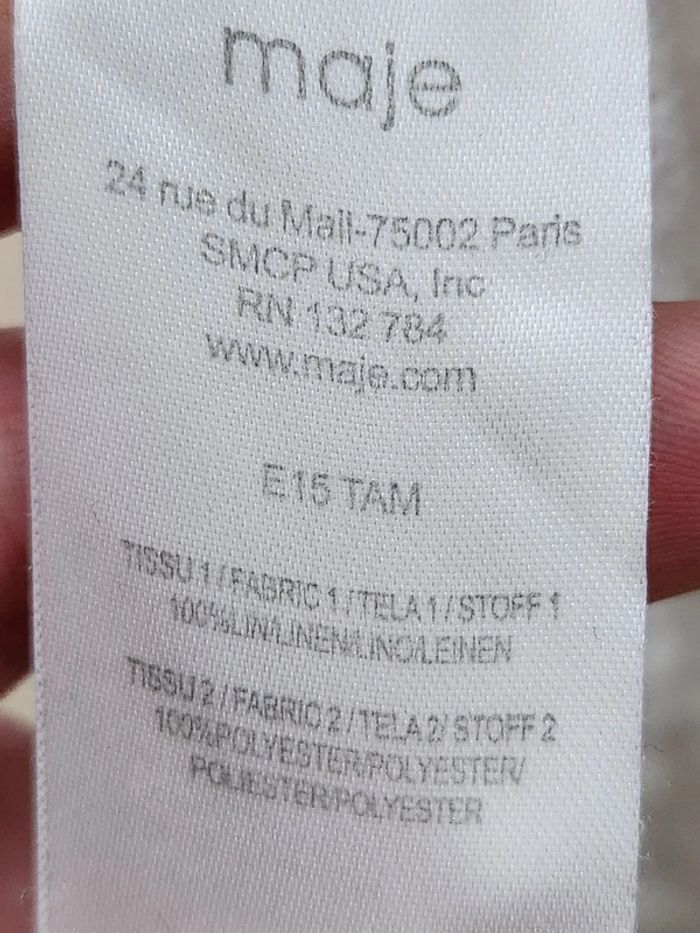 maje
24 rue du Mail-75002 Paris
SMCP USA, Inc
RN 132 784
www.maje.com
E15 TAM
TISSU 1 / FABRIC 1 / TELA 1 / STOFF 1
100%LIN/LINEN/LINO/LEINEN
TISSU 2 / FABRIC 2 / TELA 2/ STOFF 2
100%POLYESTER/POLYESTER/
POLIESTER/POLYESTER